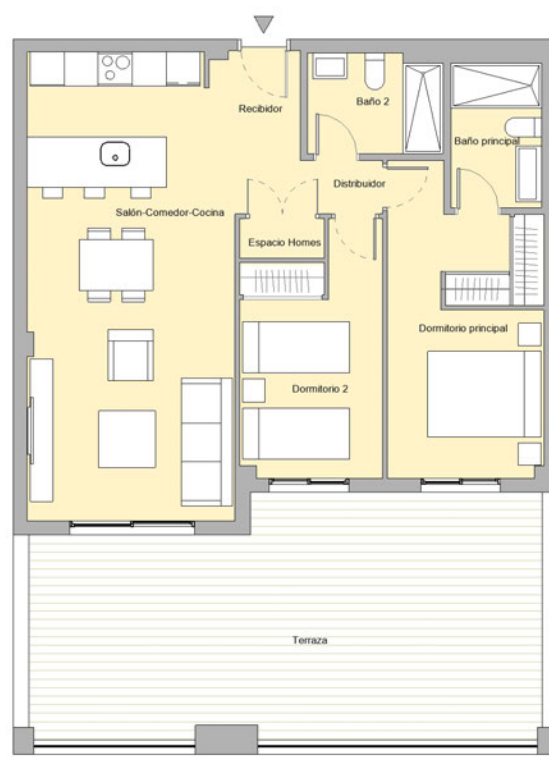 Recibidor
Baño 2
Baño principal
Distribuidor
Salón-Comedor-Cocina
Espacio Homes
Dormitorio principal
Dormitorio 2
Terraza